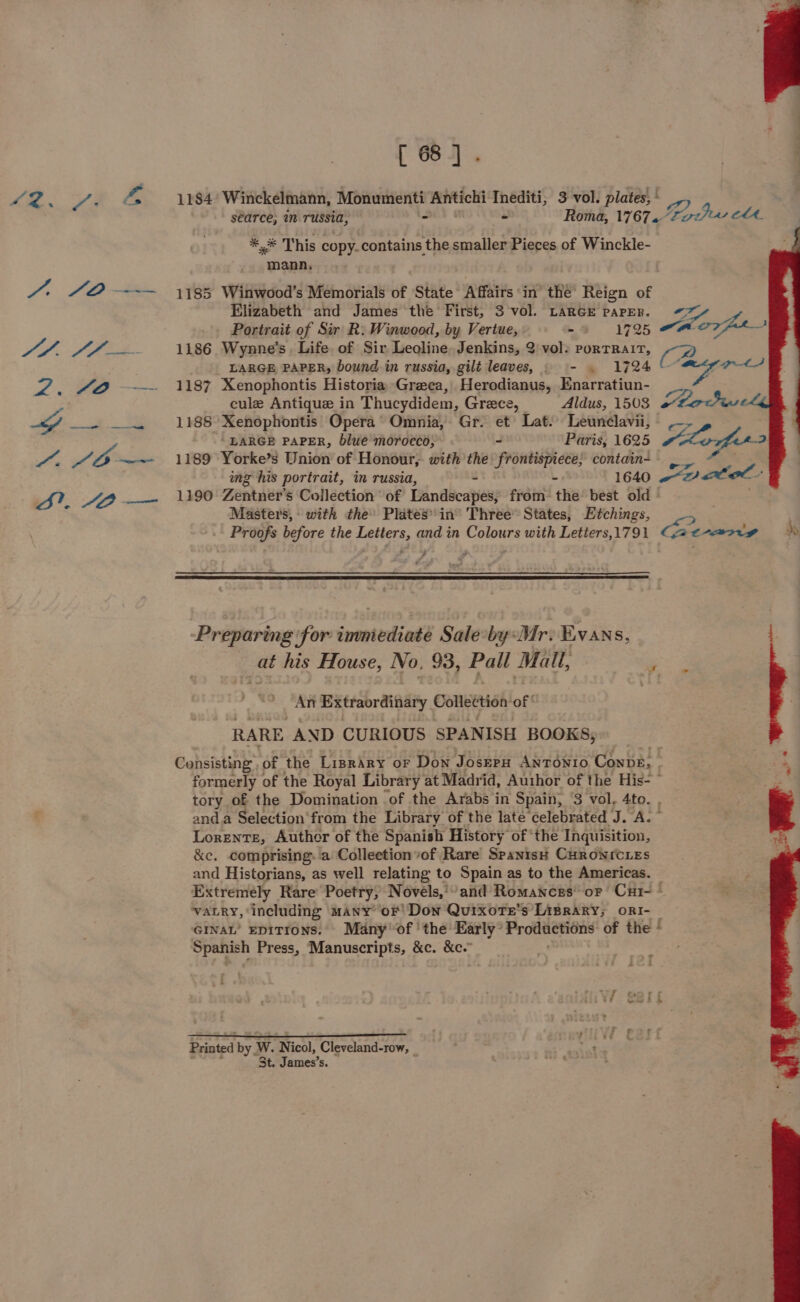 [ 68 ].
12. 1. 6 1184 Winckelmann, Monumenti Antichi Inediti, 3 vol. plates,
scarce, in russia, - - Roma, 1767.
*** This copy contains the smaller Pieces of Winckle-
mann.
1. 10 — 1185 Winwood's Memorials of State Affairs in the Reign of
Elizabeth and James the First, 3 vol. LARGE PAPER.
Portrait of Sir R. Winwood, by Vertue, - 1725
11. 11 — 1186 Wynne's Life of Sir Leoline Jenkins, 2 vol. PORTRAIT,
LARGE PAPER, bound in russia, gilt leaves, - 1724
2. 10 — 1187 Xenophontis Historia Græca, Herodianus, Enarratiun-
culæ Antiquæ in Thucydidem, Græce, Aldus, 1503
1188 Xenophontis Opera Omnia, Gr. et Lat. Leunclavii,
LARGE PAPER, blue morocco, - Paris, 1625
1. 16 — 1189 Yorke's Union of Honour, with the frontispiece, contain-
ing his portrait, in russia, - - 1640
1190 Zentner's Collection of Landscapes, from the best old
Masters, with the Plates in Three States, Etchings,
Proofs before the Letters, and in Colours with Letters, 1791
Preparing for immediate Sale by Mr. EVANS,
at his House, No. 93, Pall Mall,
An Extraordinary Collection of
RARE AND CURIOUS SPANISH BOOKS,
Consisting of the LIBRARY OF DON JOSEPH ANTONIO CONDE,
formerly of the Royal Library at Madrid, Author of the His-
tory of the Domination of the Arabs in Spain, 3 vol. 4to.
and a Selection from the Library of the late celebrated J. A.
LORENTE, Author of the Spanish History of the Inquisition,
&c. comprising a Collection of Rare SPANISH CHRONICLES
and Historians, as well relating to Spain as to the Americas.
Extremely Rare Poetry, Novels, and ROMANCES OF CHI-
VALRY, including MANY OF DON QUIXOTE'S LIBRARY, ORI-
GINAL EDITIONS. Many of the Early Productions of the
Spanish Press, Manuscripts, &c. &c.
Printed by W. Nicol, Cleveland-row,
St. James's.